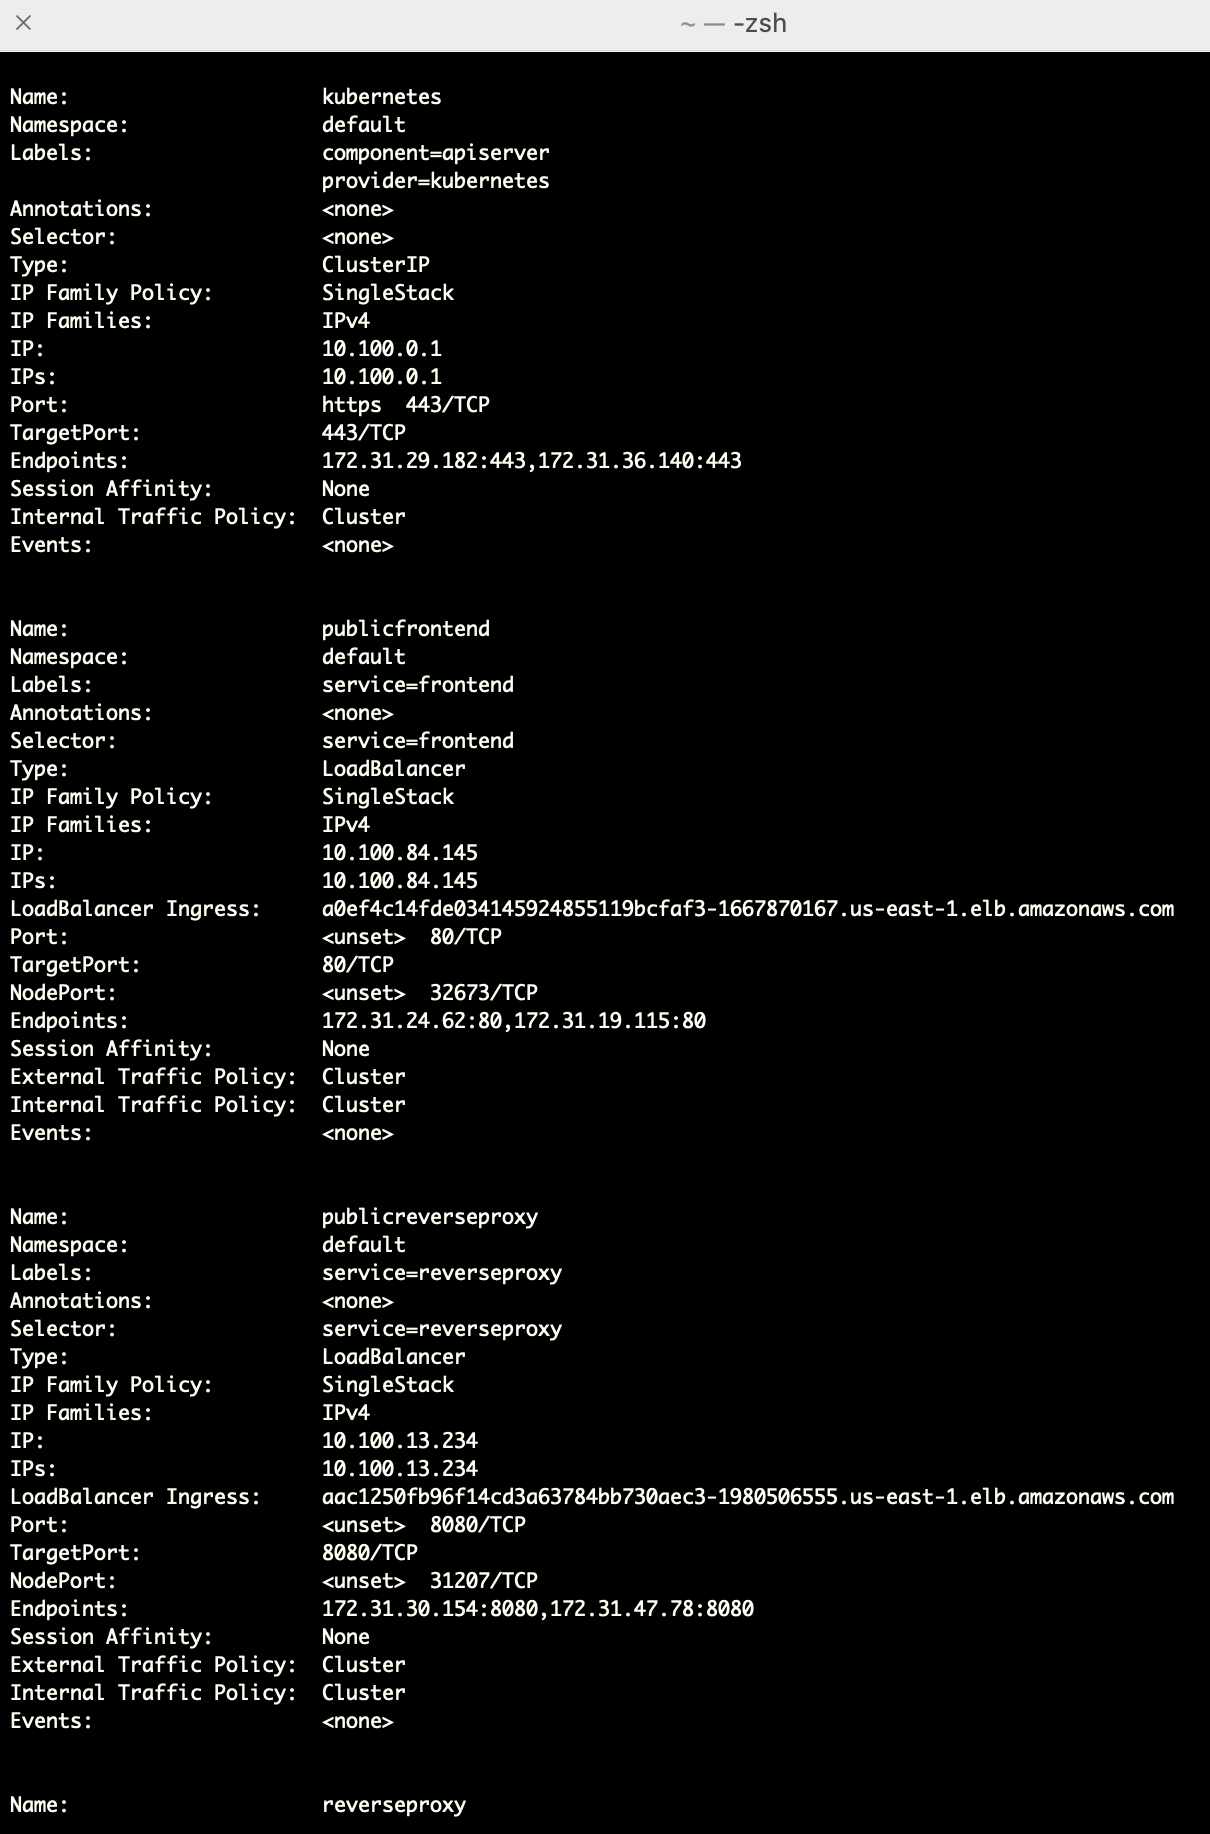 ~ — -zsh
Name: kubernetes
Namespace: default
Labels: component=apiserver
provider=kubernetes
Annotations: <none>
Selector: <none>
Type: ClusterIP
IP Family Policy: SingleStack
IP Families: IPv4
IP: 10.100.0.1
IPs: 10.100.0.1
Port: https 443/TCP
TargetPort: 443/TCP
Endpoints: 172.31.29.182:443,172.31.36.140:443
Session Affinity: None
Internal Traffic Policy: Cluster
Events: <none>
Name: publicfrontend
Namespace: default
Labels: service=frontend
Annotations: <none>
Selector: service=frontend
Type: LoadBalancer
IP Family Policy: SingleStack
IP Families: IPv4
IP: 10.100.84.145
IPs: 10.100.84.145
LoadBalancer Ingress: a0ef4c14fde034145924855119bcfaf3-1667870167.us-east-1.elb.amazonaws.com
Port: <unset> 80/TCP
TargetPort: 80/TCP
NodePort: <unset> 32673/TCP
Endpoints: 172.31.24.62:80,172.31.19.115:80
Session Affinity: None
External Traffic Policy: Cluster
Internal Traffic Policy: Cluster
Events: <none>
Name: publicreverseproxy
Namespace: default
Labels: service=reverseproxy
Annotations: <none>
Selector: service=reverseproxy
Type: LoadBalancer
IP Family Policy: SingleStack
IP Families: IPv4
IP: 10.100.13.234
IPs: 10.100.13.234
LoadBalancer Ingress: aac1250fb96f14cd3a63784bb730aec3-1980506555.us-east-1.elb.amazonaws.com
Port: <unset> 8080/TCP
TargetPort: 8080/TCP
NodePort: <unset> 31207/TCP
Endpoints: 172.31.30.154:8080,172.31.47.78:8080
Session Affinity: None
External Traffic Policy: Cluster
Internal Traffic Policy: Cluster
Events: <none>
Name: reverseproxy